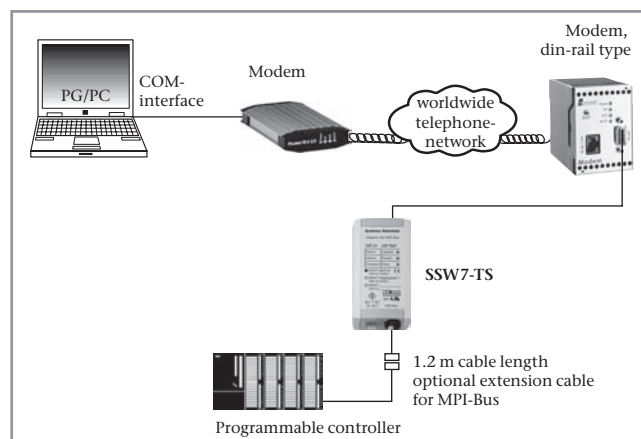 Modem,
din-rail type
PG/PC
COM-
interface
Modem
worldwide
telephone-
network
Modem
SSW7-TS
1.2 m cable length
optional extension cable
for MPI-Bus
Programmable controller